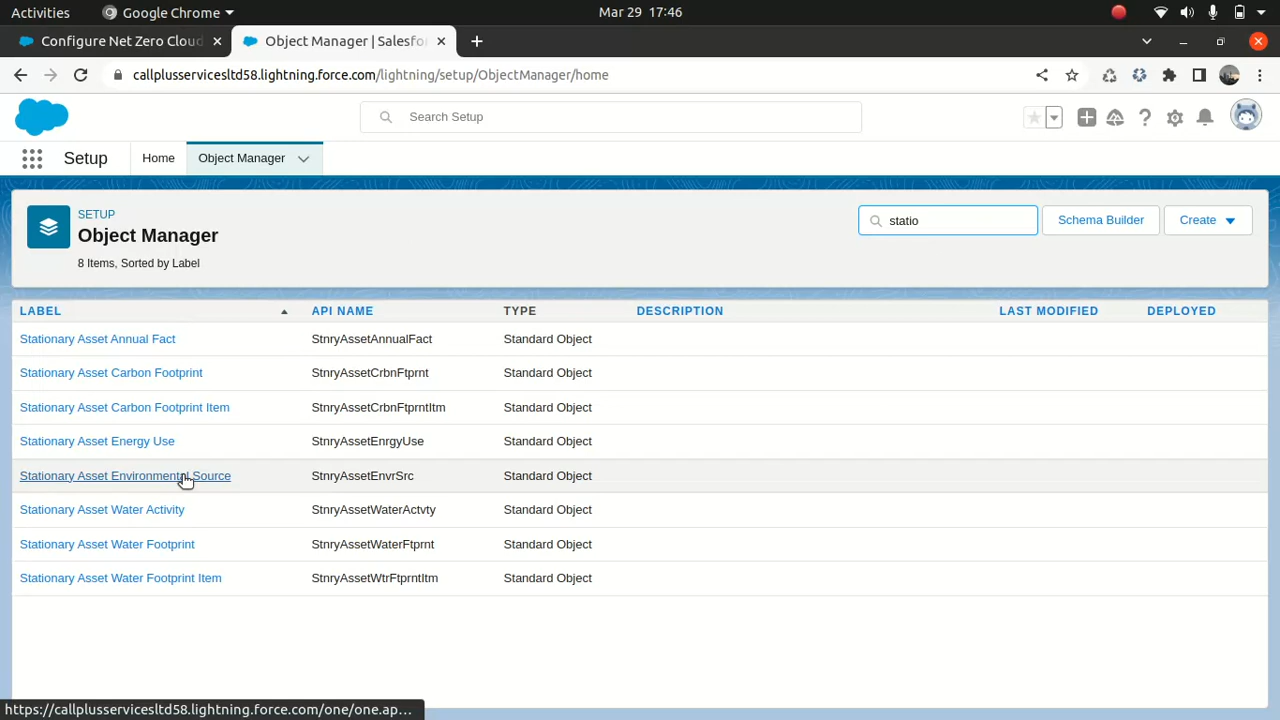 Activities Google Chrome Mar 29 17:46
Configure Net Zero Cloud Object Manager | Salesfo
callplusservicesltd58.lightning.force.com/lightning/setup/ObjectManager/home
Search Setup
Setup Home Object Manager
SETUP
Object Manager
8 Items, Sorted by Label
statio Schema Builder Create
LABEL API NAME TYPE DESCRIPTION LAST MODIFIED DEPLOYED
Stationary Asset Annual Fact StnryAssetAnnualFact Standard Object
Stationary Asset Carbon Footprint StnryAssetCrbnFtprnt Standard Object
Stationary Asset Carbon Footprint Item StnryAssetCrbnFtprntItm Standard Object
Stationary Asset Energy Use StnryAssetEnrgyUse Standard Object
Stationary Asset Environmental Source StnryAssetEnvrSrc Standard Object
Stationary Asset Water Activity StnryAssetWaterActvty Standard Object
Stationary Asset Water Footprint StnryAssetWaterFtprnt Standard Object
Stationary Asset Water Footprint Item StnryAssetWtrFtprntItm Standard Object
https://callplusservicesltd58.lightning.force.com/one/one.ap...